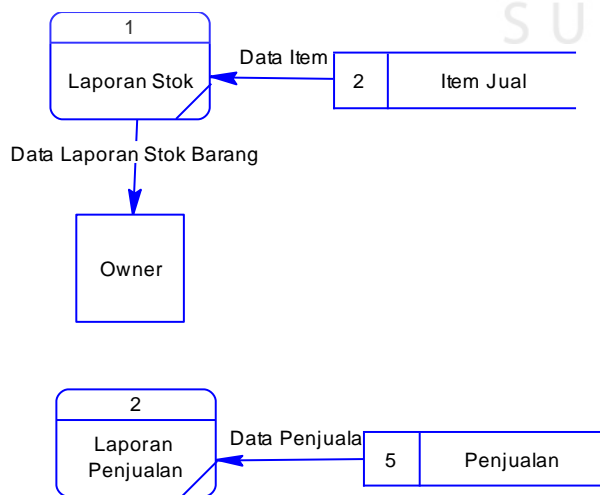 S U
1
Laporan Stok
Data Item
2
Item Jual
Data Laporan Stok Barang
Owner
2
Laporan
Penjualan
Data Penjuala
5
Penjualan